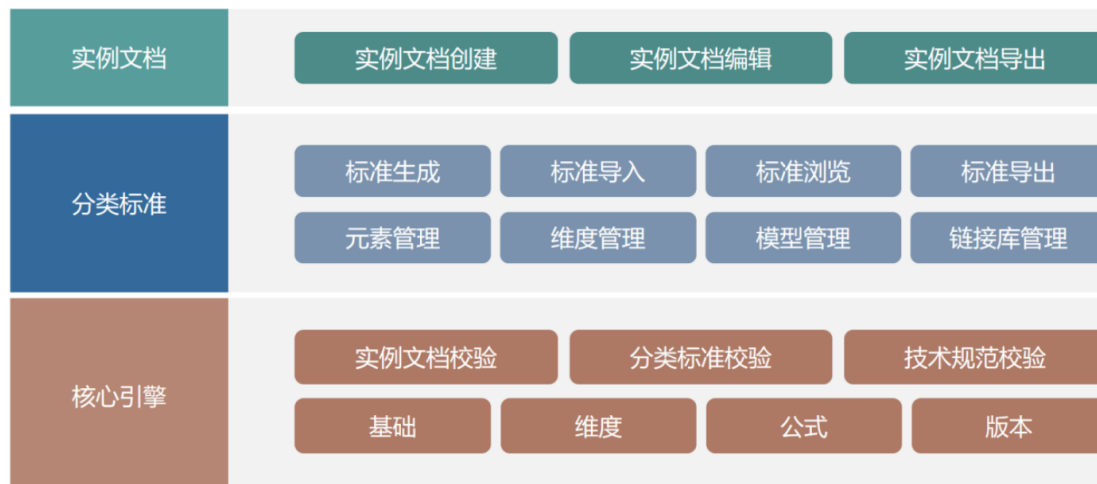 实例文档
实例文档创建 实例文档编辑 实例文档导出
分类标准
标准生成 标准导入 标准浏览 标准导出
元素管理 维度管理 模型管理 链接库管理
核心引擎
实例文档校验 分类标准校验 技术规范校验
基础 维度 公式 版本